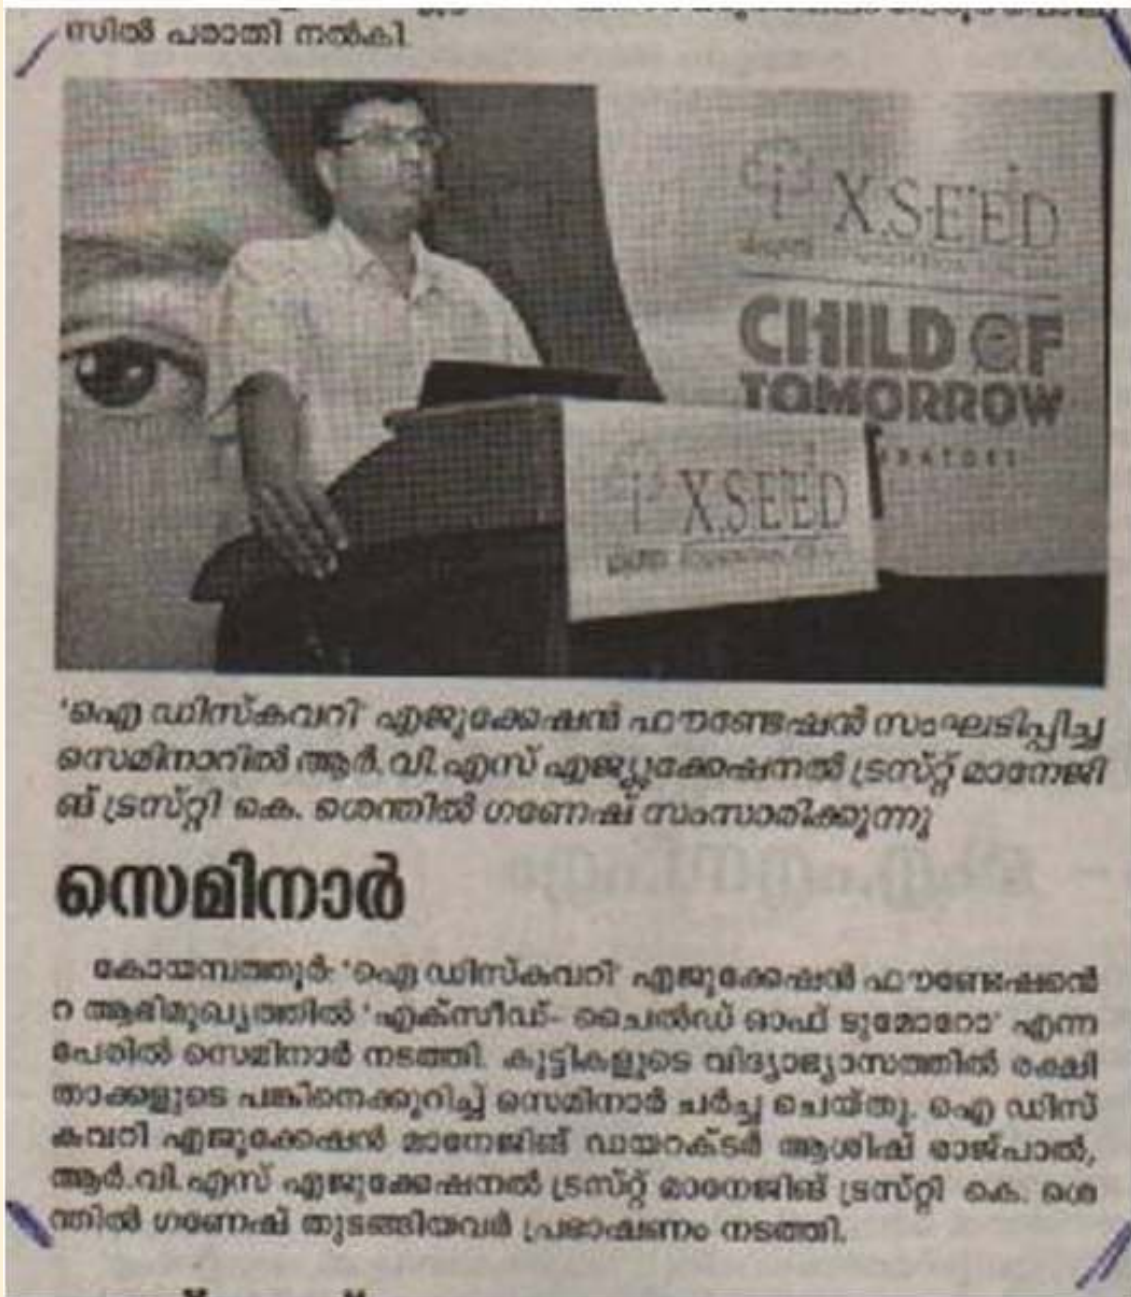 സിൽ പരാതി നൽകി.
X.SEED
CHILD OF
TOMORROW
X.SEED
'ഐ ഡിസ്കവറി' എജുക്കേഷൻ ഫൗണ്ടേഷൻ സംഘടിപ്പിച്ച
സെമിനാറിൽ ആർ.വി.എസ് എജ്യുക്കേഷനൽ ട്രസ്റ്റ് മാനേജി
ങ് ട്രസ്റ്റി കെ. ശെന്തിൽ ഗണേഷ് സംസാരിക്കുന്നു
സെമിനാർ
കോയമ്പത്തൂർ: 'ഐ ഡിസ്കവറി' എജുക്കേഷൻ ഫൗണ്ടേഷൻെ
റ ആഭിമുഖ്യത്തിൽ 'എക്സീഡ്- ചൈൽഡ് ഓഫ് ടുമോറോ' എന്ന
പേരിൽ സെമിനാർ നടത്തി. കുട്ടികളുടെ വിദ്യാഭ്യാസത്തിൽ രക്ഷി
താക്കളുടെ പങ്കിനെക്കുറിച്ച് സെമിനാർ ചർച്ച ചെയ്തു. ഐ ഡിസ്
കവറി എജുക്കേഷൻ മാനേജിങ് ഡയറക്ടർ ആശിഷ് രാജ്പാൽ,
ആർ.വി.എസ് എജുക്കേഷനൽ ട്രസ്റ്റ് മാനേജിങ് ട്രസ്റ്റി കെ. ശെ
ന്തിൽ ഗണേഷ് തുടങ്ങിയവർ പ്രഭാഷണം നടത്തി.